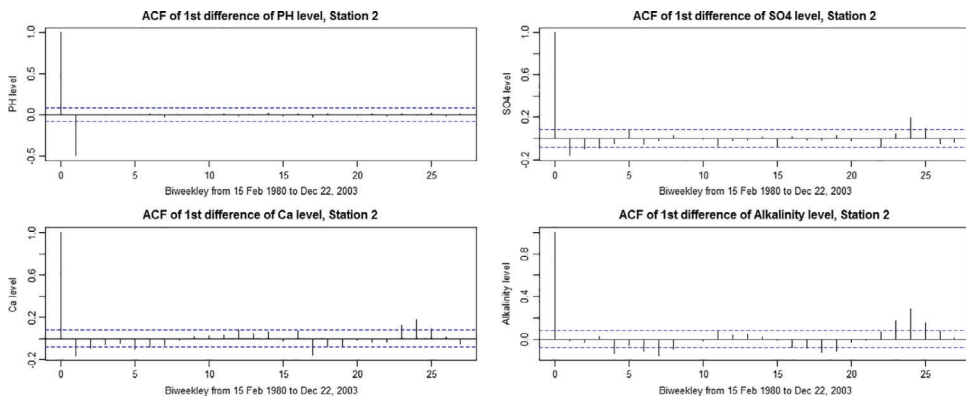 ACF of 1st difference of PH level, Station 2
PH level
1.0
0.5
0.0
-0.5
0 5 10 15 20 25
Biweekley from 15 Feb 1980 to Dec 22, 2003
ACF of 1st difference of SO4 level, Station 2
SO4 level
1.0
0.6
0.2
-0.2
0 5 10 15 20 25
Biweekley from 15 Feb 1980 to Dec 22, 2003
ACF of 1st difference of Ca level, Station 2
Ca level
1.0
0.6
0.2
0.2
0 5 10 15 20 25
Biweekley from 15 Feb 1980 to Dec 22, 2003
ACF of 1st difference of Alkalinity level, Station 2
Alkalinity level
0.8
0.4
0.0
0 5 10 15 20 25
Biweekley from 15 Feb 1980 to Dec 22, 2003